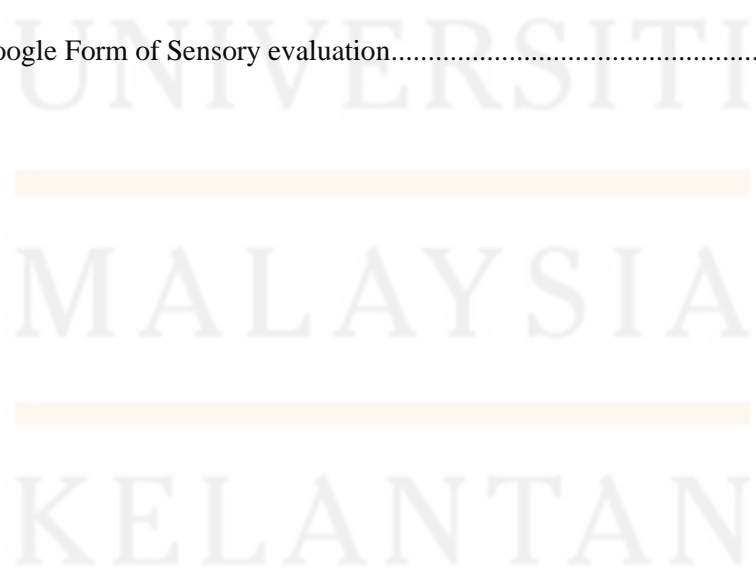 UNIVERSITI
oogle Form of Sensory evaluation..................................................
MALAYSIA
KELANTAN